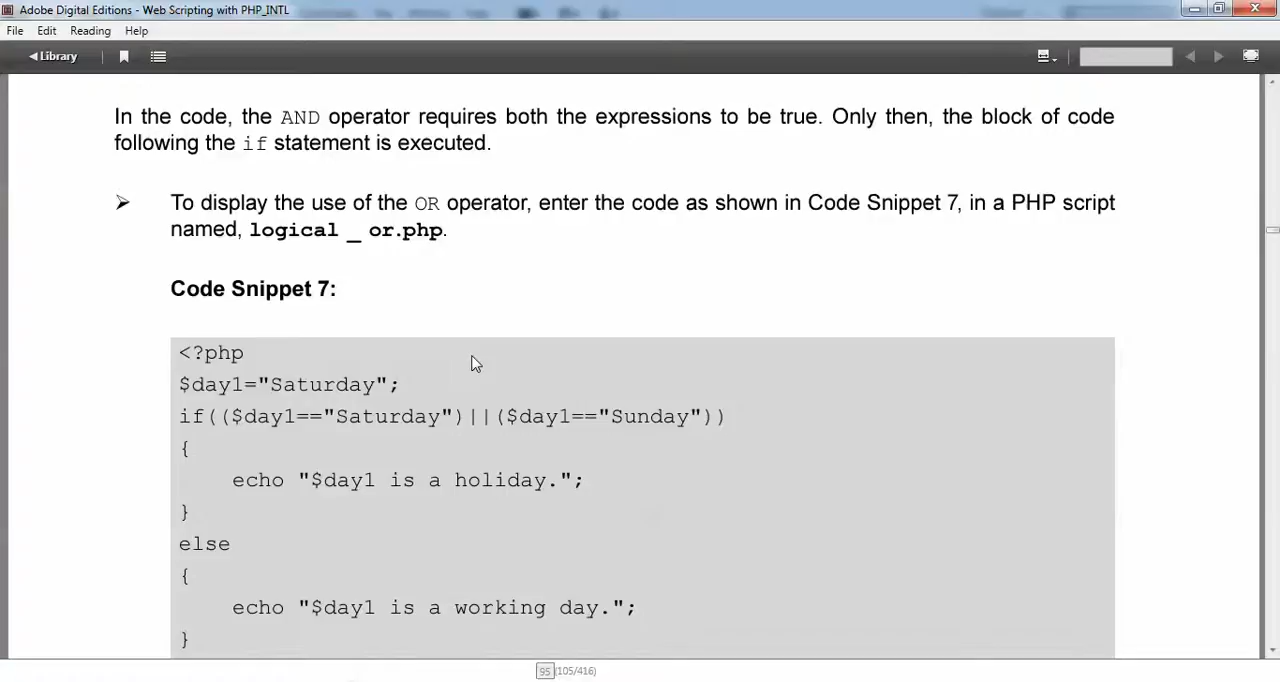 Adobe Digital Editions - Web Scripting with PHP_INTL
File Edit Reading Help
Library
In the code, the AND operator requires both the expressions to be true. Only then, the block of code
following the if statement is executed.
➢ To display the use of the OR operator, enter the code as shown in Code Snippet 7, in a PHP script
named, logical _ or.php.
Code Snippet 7:
<?php
$day1="Saturday";
if(($day1=="Saturday")||($day1=="Sunday"))
{
echo "$day1 is a holiday.";
}
else
{
echo "$day1 is a working day.";
}
95 (105/416)